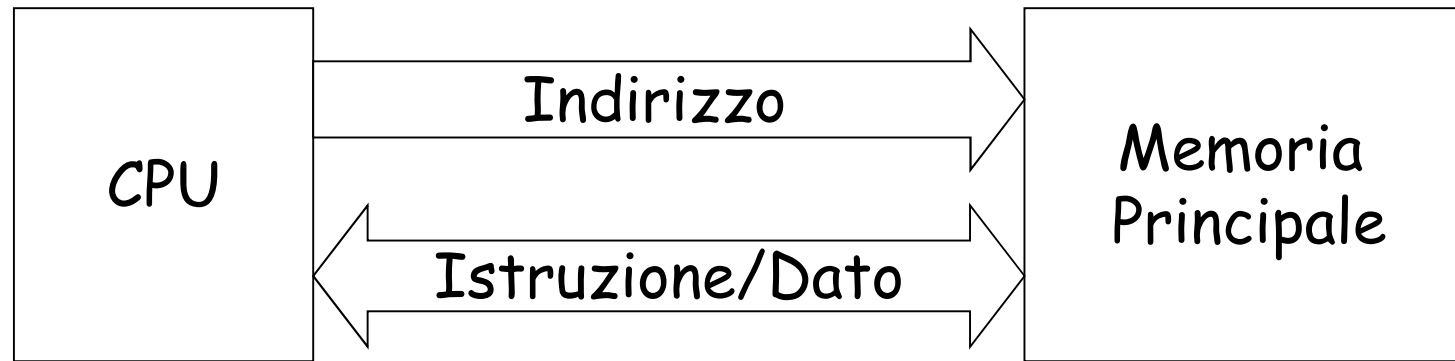 CPU
Indirizzo
Istruzione/Dato
Memoria
Principale